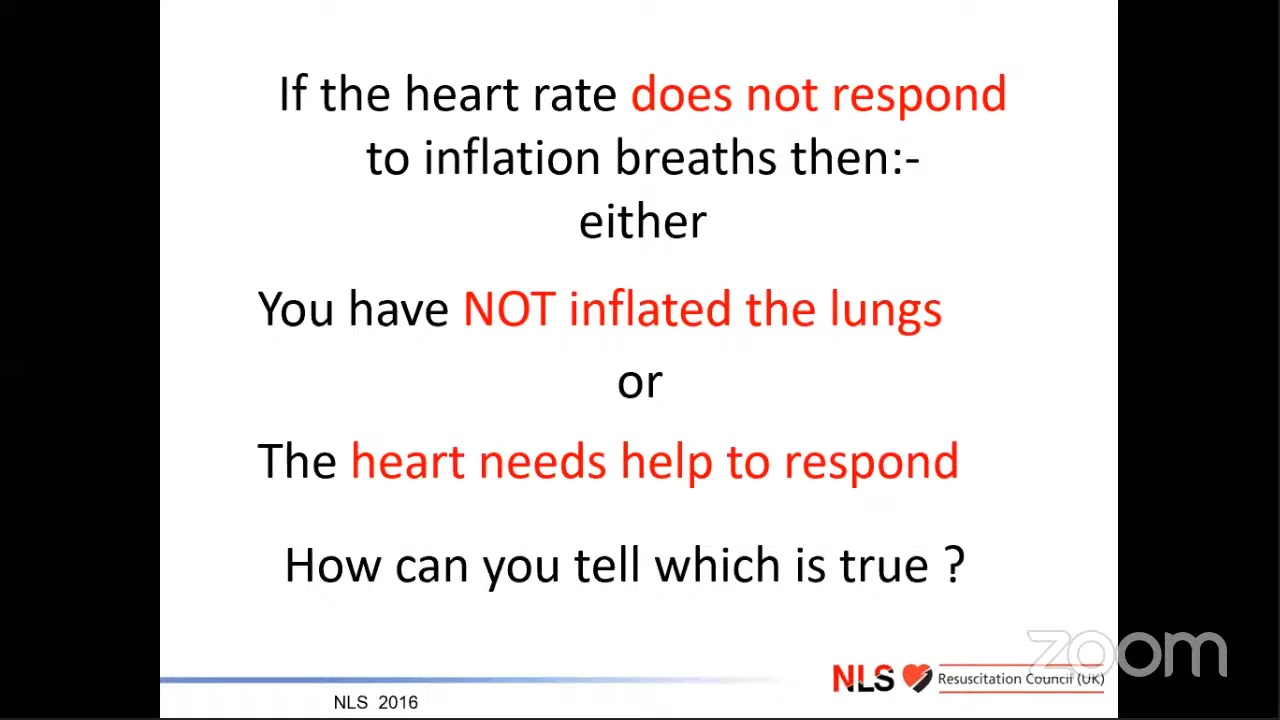 If the heart rate does not respond
to inflation breaths then:-
either
You have NOT inflated the lungs
or
The heart needs help to respond
How can you tell which is true ?
zoom
NLS Resuscitation Council (UK)
NLS 2016